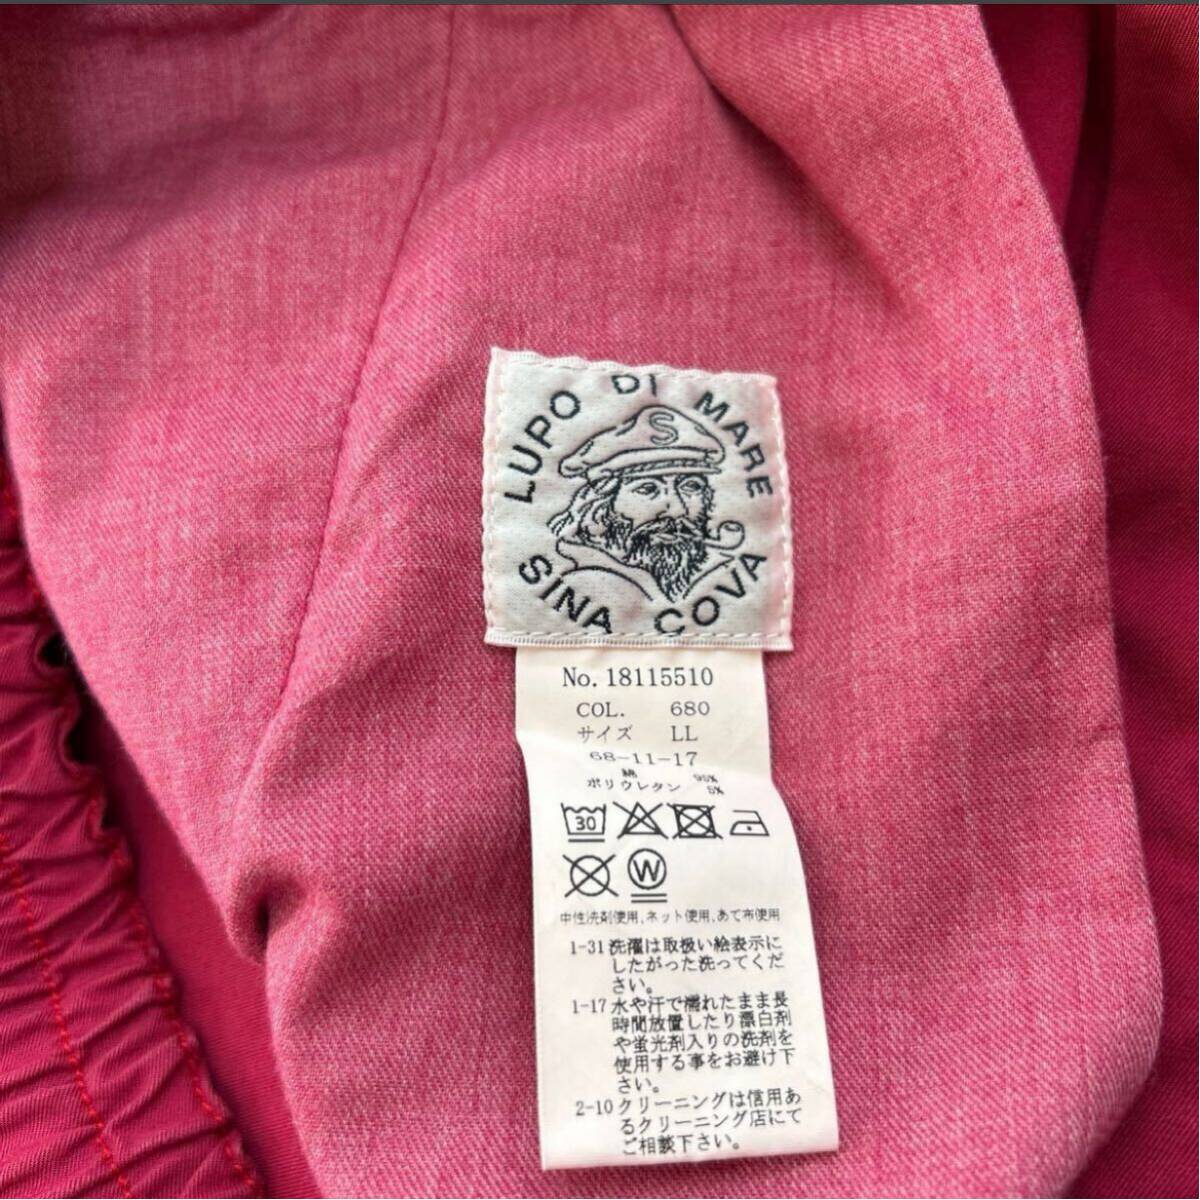 LUPO DI MARE
S
SINA COVA
No. 18115510
COL. 680
サイズ LL
68-11-17
綿 95%
ポリウレタン 5%
30
W
中性洗剤使用、ネット使用、あて布使用
1-31 洗濯は取扱い絵表示に
したがった洗ってくだ
さい。
1-17 水や汗で濡れたまま長
時間放置したり漂白剤
や蛍光剤入りの洗剤を
使用する事をお避け下
さい。
2-10 クリーニングは信用あ
るクリーニング店にて
ご相談下さい。